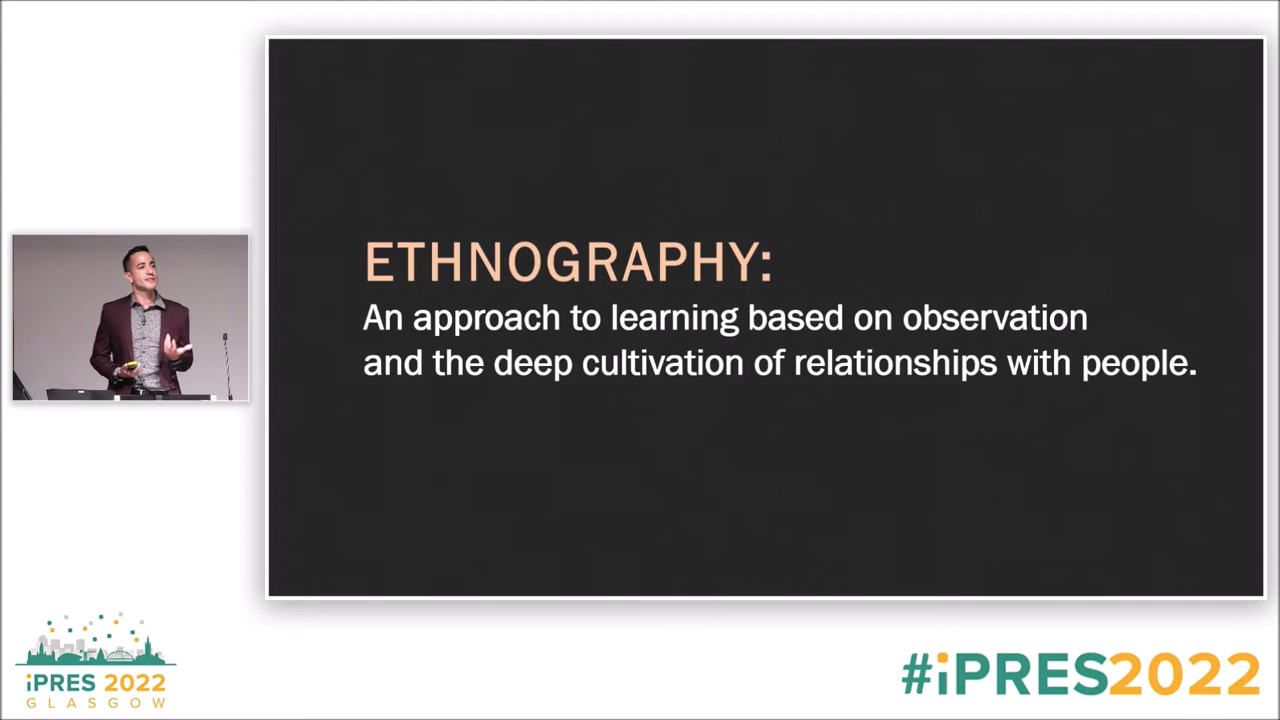 ETHNOGRAPHY:
An approach to learning based on observation
and the deep cultivation of relationships with people.
iPRES 2022
GLASGOW
#iPRES2022